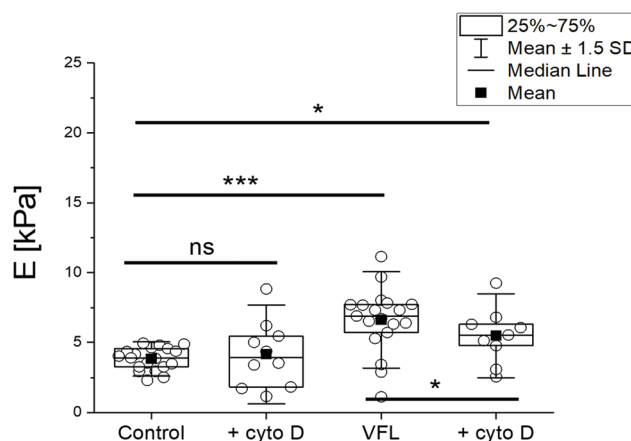 25%~75%
Mean ± 1.5 SD
Median Line
Mean
25
20
15
10
5
0
E [kPa]
*
***
ns
*
Control
+ cyto D
VFL
+ cyto D